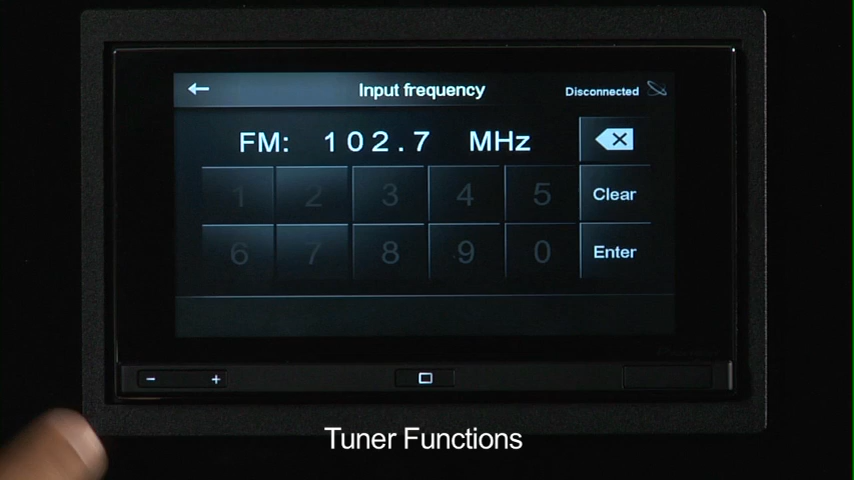 Input frequency
Disconnected
FM: 102.7 MHz
1 2 3 4 5 Clear
6 7 8 9 0 Enter
- +
Tuner Functions